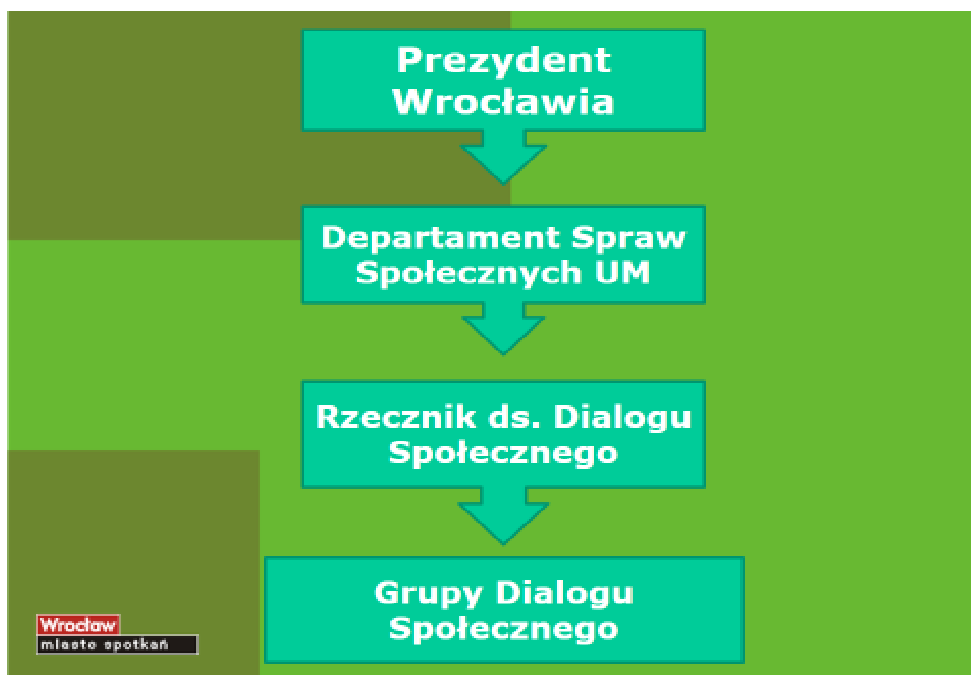 Prezydent
Wrocławia
Departament Spraw
Społecznych UM
Rzecznik ds. Dialogu
Społecznego
Grupy Dialogu
Społecznego
Wrocław
miasto spotkań